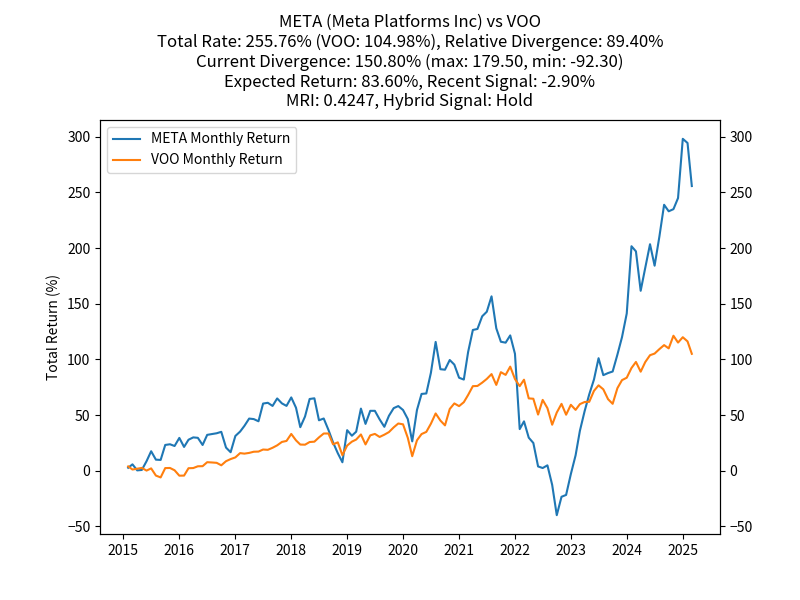 META (Meta Platforms Inc) vs VOO
Total Rate: 255.76% (VOO: 104.98%), Relative Divergence: 89.40%
Current Divergence: 150.80% (max: 179.50, min: -92.30)
Expected Return: 83.60%, Recent Signal: -2.90%
MRI: 0.4247, Hybrid Signal: Hold
META Monthly Return
VOO Monthly Return
Total Return (%)
300
250
200
150
100
50
0
−50
300
250
200
150
100
50
0
−50
2015 2016 2017 2018 2019 2020 2021 2022 2023 2024 2025